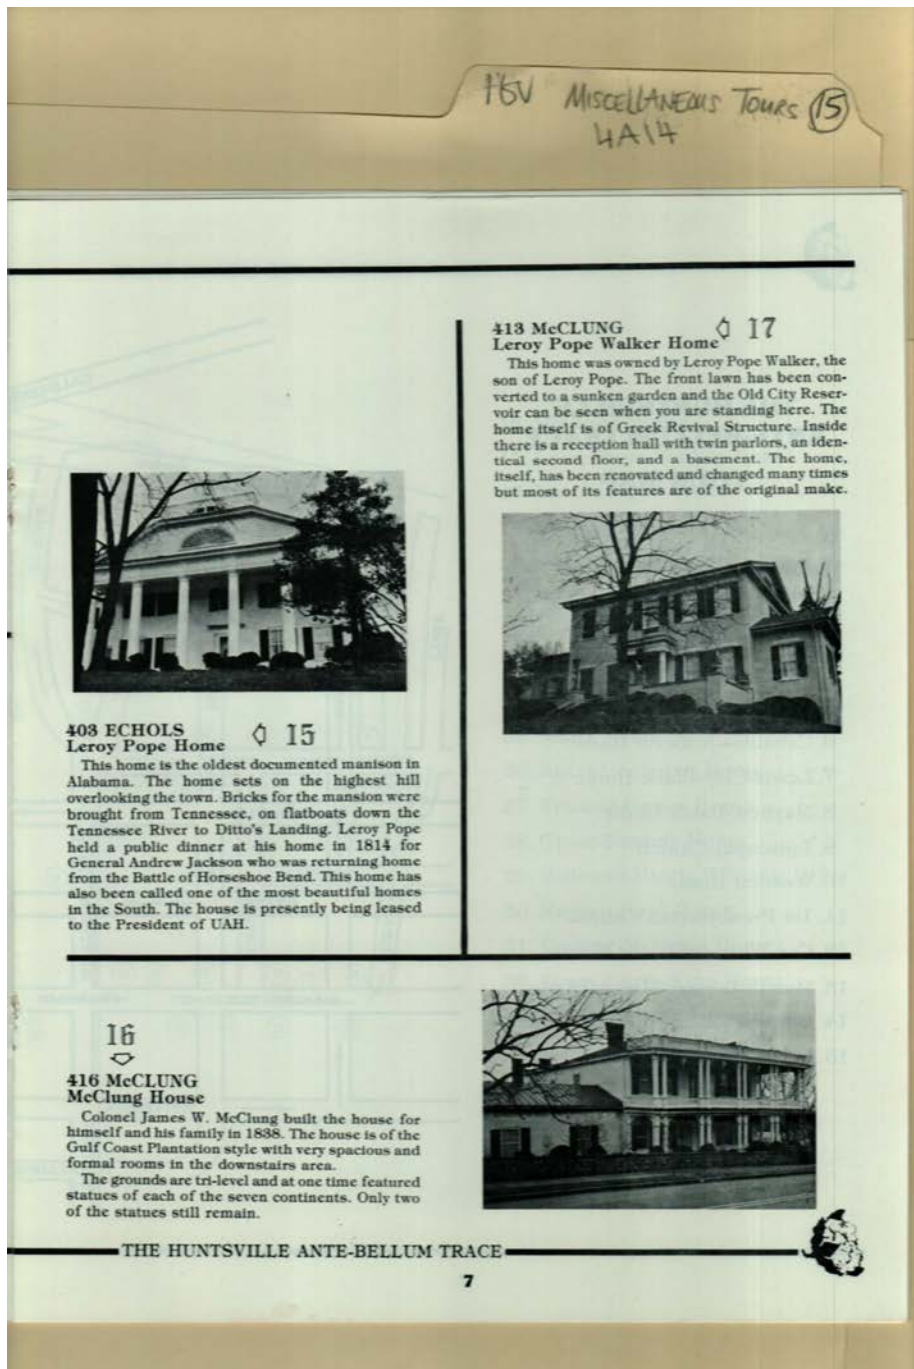 HSV MISCELLANEOUS TOURS 15
4A14
403 ECHOLS
Leroy Pope Home
15
This home is the oldest documented manison in
Alabama. The home sets on the highest hill
overlooking the town. Bricks for the mansion were
brought from Tennessee, on flatboats down the
Tennessee River to Ditto's Landing. Leroy Pope
held a public dinner at his home in 1814 for
General Andrew Jackson who was returning home
from the Battle of Horseshoe Bend. This home has
also been called one of the most beautiful homes
in the South. The house is presently being leased
to the President of UAH.
413 McCLUNG
Leroy Pope Walker Home
17
This home was owned by Leroy Pope Walker, the
son of Leroy Pope. The front lawn has been con-
verted to a sunken garden and the Old City Reser-
voir can be seen when you are standing here. The
home itself is of Greek Revival Structure. Inside
there is a reception hall with twin parlors, an iden-
tical second floor, and a basement. The home,
itself, has been renovated and changed many times
but most of its features are of the original make.
16
416 McCLUNG
McClung House
Colonel James W. McClung built the house for
himself and his family in 1838. The house is of the
Gulf Coast Plantation style with very spacious and
formal rooms in the downstairs area.
The grounds are tri-level and at one time featured
statues of each of the seven continents. Only two
of the statues still remain.
THE HUNTSVILLE ANTE-BELLUM TRACE
7